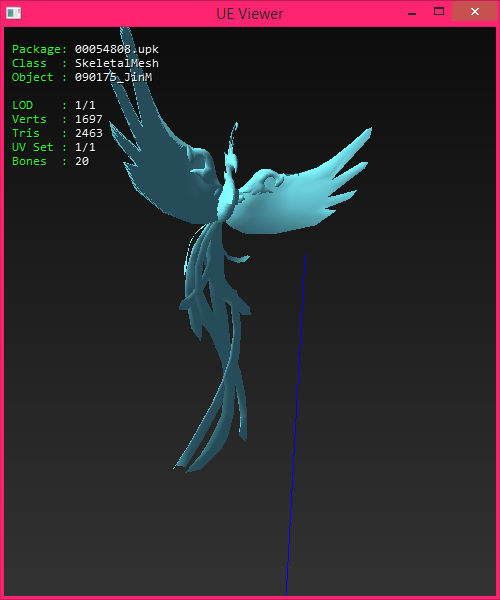 UE Viewer
Package: 00054808.upk
Class : SkeletalMesh
Object : 090175_JinM
LOD : 1/1
Verts : 1697
Tris : 2463
UV Set : 1/1
Bones : 20